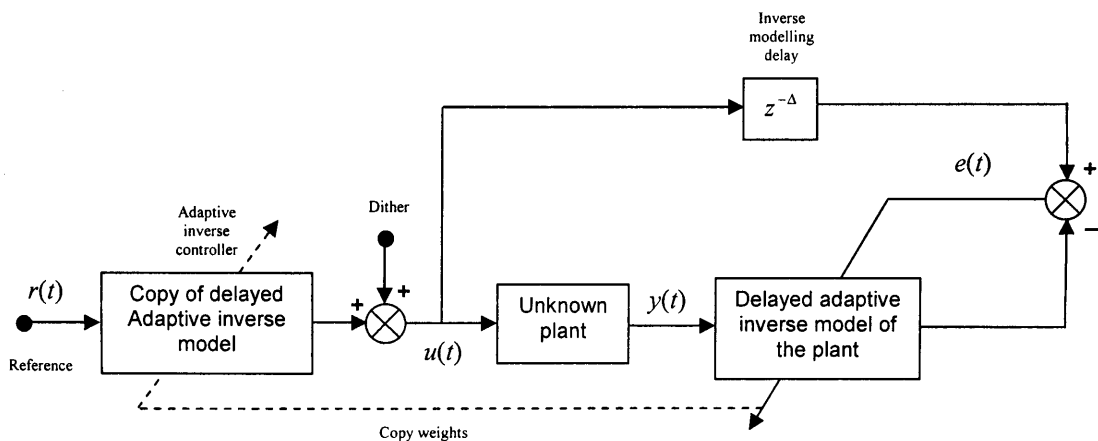 Inverse
modelling
delay
z^{-Δ}
e(t)
+
−
Adaptive
inverse
controller
Dither
r(t)
Reference
Copy of delayed
Adaptive inverse
model
+
+
u(t)
Unknown
plant
y(t)
Delayed adaptive
inverse model of
the plant
Copy weights